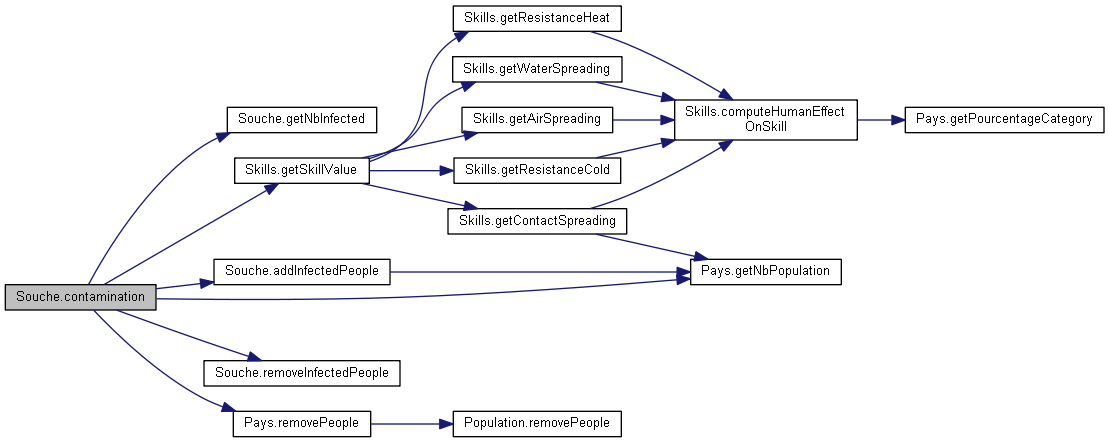 Skills.getResistanceHeat
Skills.getWaterSpreading
Skills.computeHumanEffect
OnSkill
Souche.getNbInfected
Skills.getAirSpreading
Pays.getPourcentageCategory
Skills.getSkillValue
Skills.getResistanceCold
Skills.getContactSpreading
Souche.addInfectedPeople
Pays.getNbPopulation
Souche.contamination
Souche.removeInfectedPeople
Pays.removePeople
Population.removePeople